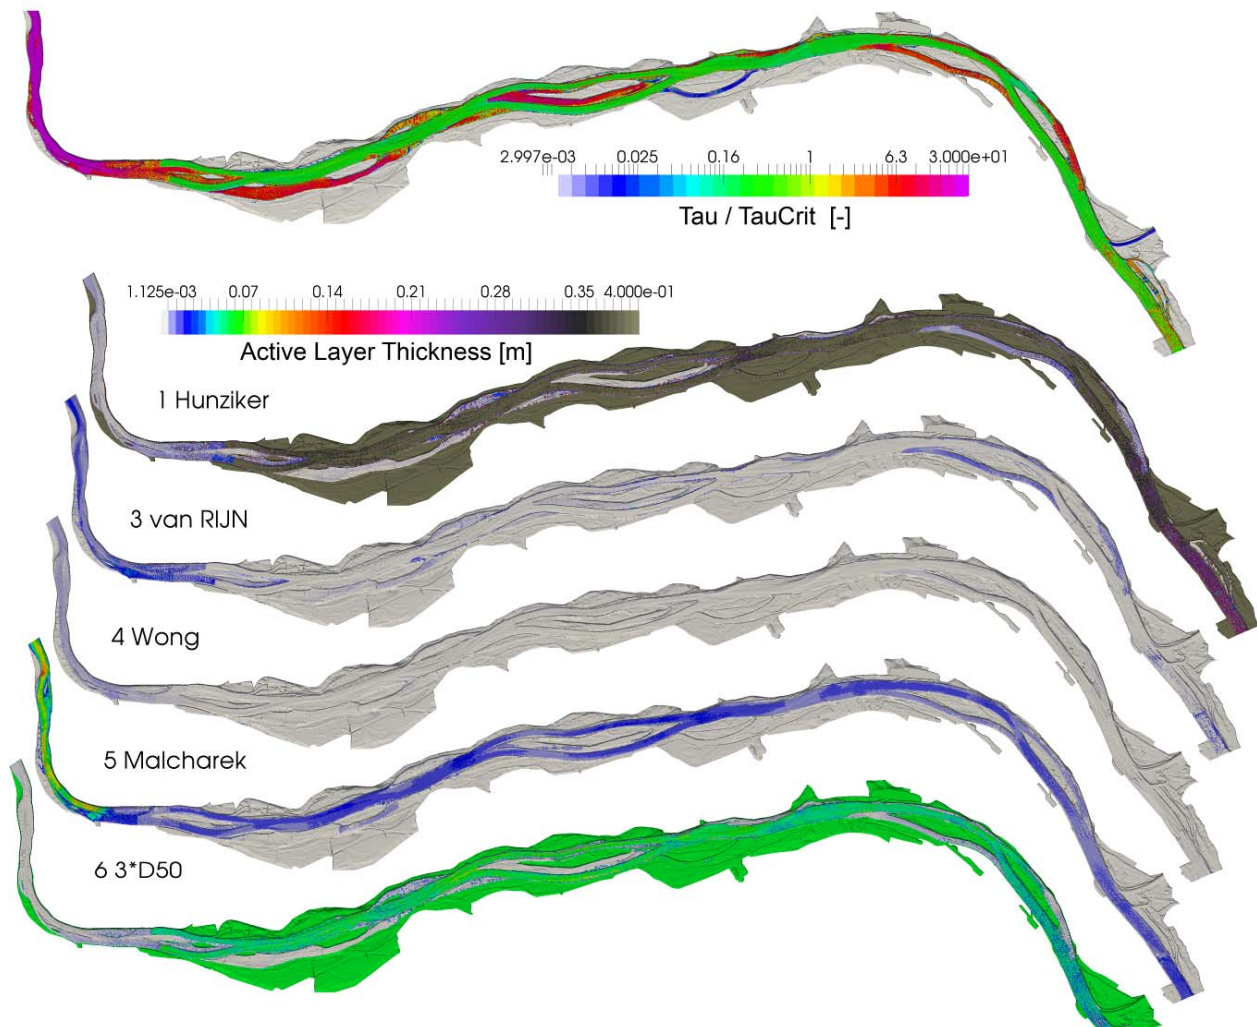 2.997e-03 0.025 0.16 1 6.3 3.000e+01
Tau / TauCrit [-]
1.125e-03 0.07 0.14 0.21 0.28 0.35 4.000e-01
Active Layer Thickness [m]
1 Hunziker
3 van RIJN
4 Wong
5 Malcharek
6 3*D50